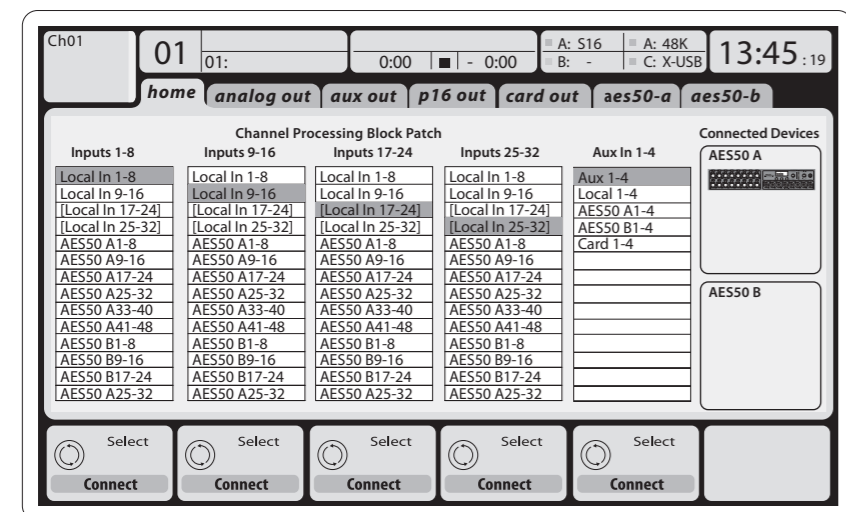 Ch01
01
01:
0:00 - 0:00
A: S16
B: -
A: 48K
C: X-USB
13:45 : 19
home analog out aux out p16 out card out aes50-a aes50-b
Channel Processing Block Patch
Connected Devices
Inputs 1-8 Inputs 9-16 Inputs 17-24 Inputs 25-32 Aux In 1-4
Local In 1-8 Local In 1-8 Local In 1-8 Local In 1-8 Aux 1-4
Local In 9-16 Local In 9-16 Local In 9-16 Local In 9-16 Local 1-4
[Local In 17-24] [Local In 17-24] [Local In 17-24] [Local In 17-24] AES50 A1-4
[Local In 25-32] [Local In 25-32] [Local In 25-32] [Local In 25-32] AES50 B1-4
AES50 A1-8 AES50 A1-8 AES50 A1-8 AES50 A1-8 Card 1-4
AES50 A9-16 AES50 A9-16 AES50 A9-16 AES50 A9-16
AES50 A17-24 AES50 A17-24 AES50 A17-24 AES50 A17-24
AES50 A25-32 AES50 A25-32 AES50 A25-32 AES50 A25-32
AES50 A33-40 AES50 A33-40 AES50 A33-40 AES50 A33-40
AES50 A41-48 AES50 A41-48 AES50 A41-48 AES50 A41-48
AES50 B1-8 AES50 B1-8 AES50 B1-8 AES50 B1-8
AES50 B9-16 AES50 B9-16 AES50 B9-16 AES50 B9-16
AES50 B17-24 AES50 B17-24 AES50 B17-24 AES50 B17-24
AES50 A25-32 AES50 A25-32 AES50 A25-32 AES50 A25-32
AES50 A
AES50 B
Select Select Select Select Select
Connect Connect Connect Connect Connect